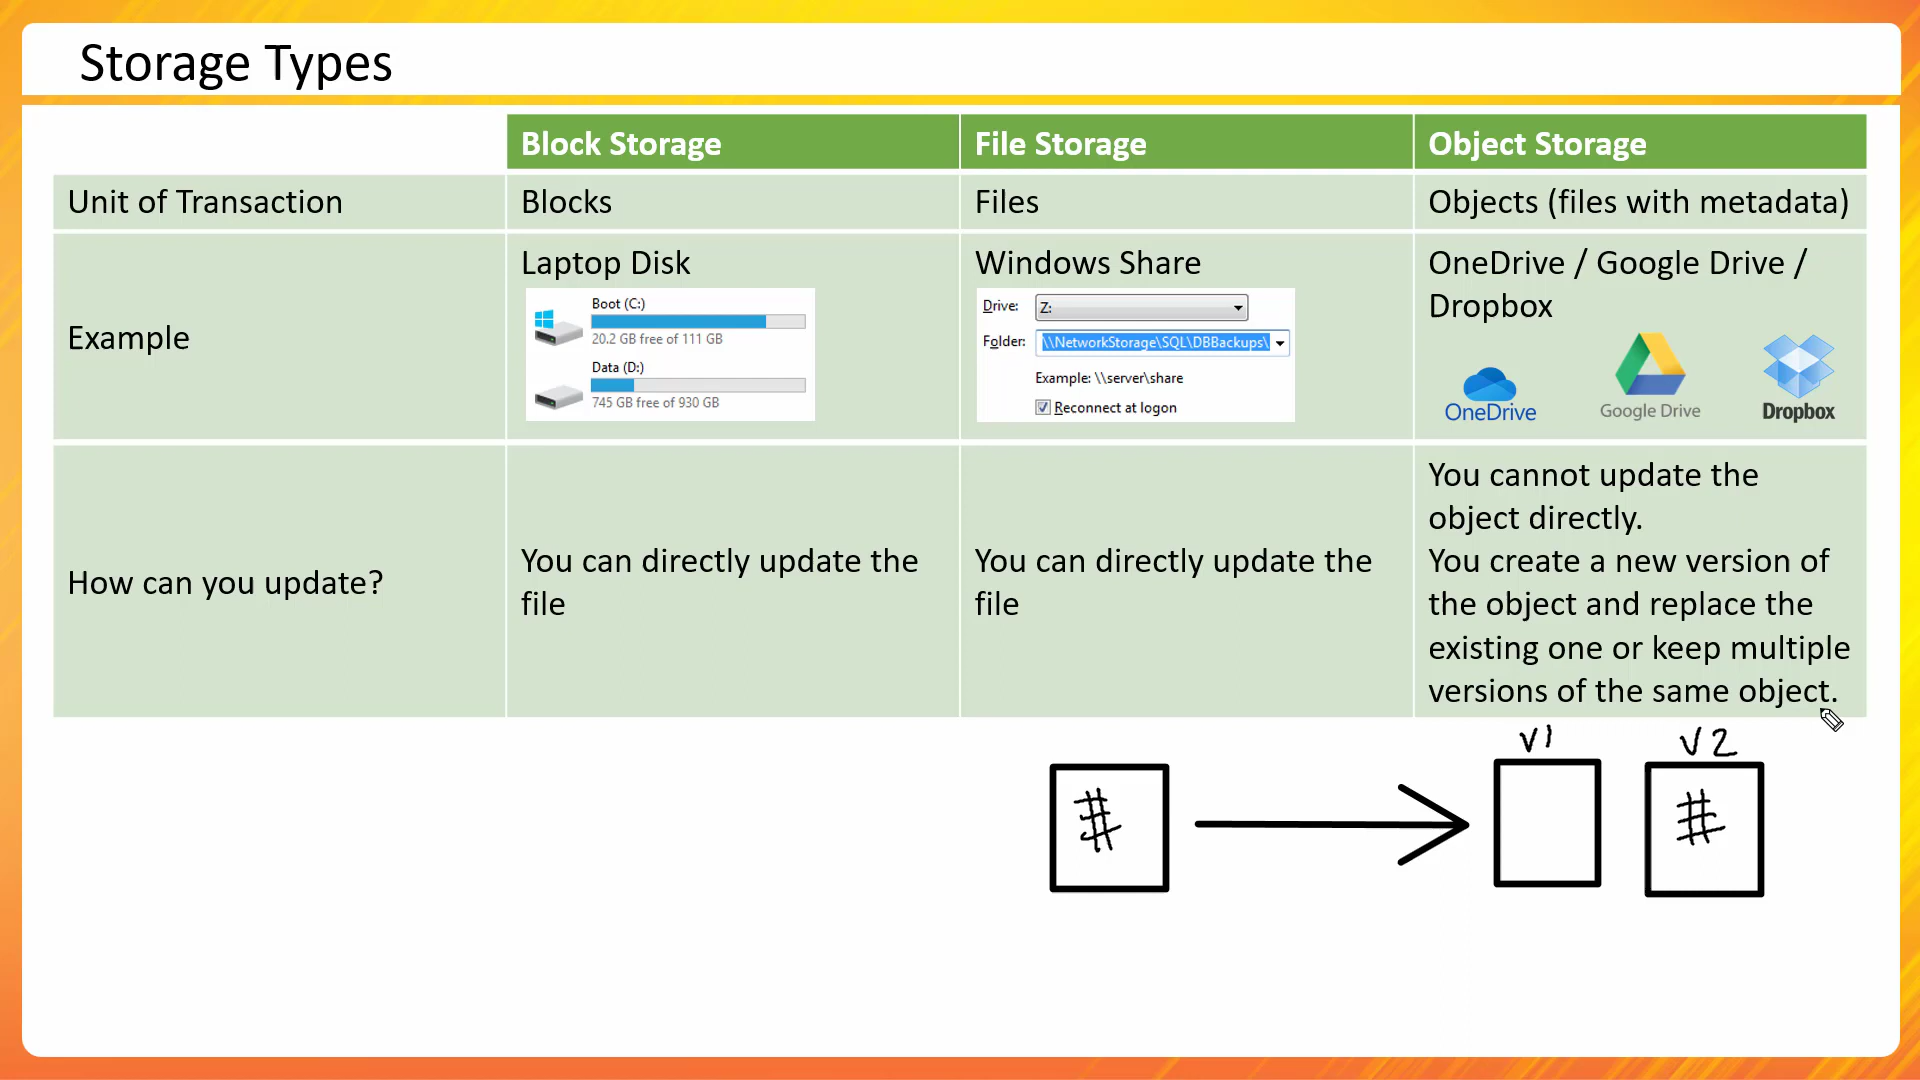 Storage Types
Block Storage
File Storage
Object Storage
Unit of Transaction
Blocks
Files
Objects (files with metadata)
Example
Laptop Disk
Boot (C:)
20.2 GB free of 111 GB
Data (D:)
745 GB free of 930 GB
Windows Share
Drive: Z:
Folder: \\NetworkStorage\SQL\DBBackups\
Example: \\server\share
Reconnect at logon
OneDrive / Google Drive /
Dropbox
OneDrive
Google Drive
Dropbox
How can you update?
You can directly update the
file
You can directly update the
file
You cannot update the
object directly.
You create a new version of
the object and replace the
existing one or keep multiple
versions of the same object.
V1
V2
#
#